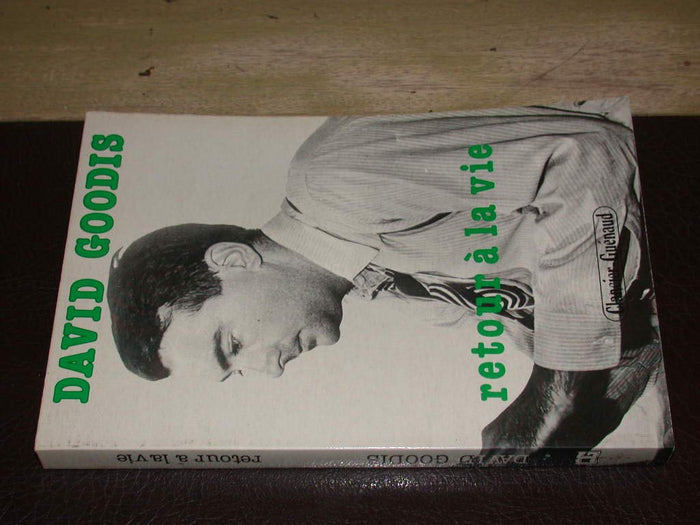 DAVID GOODIS
retour à la vie
Clancier-Guénaud
DAVID GOODIS
retour à la vie